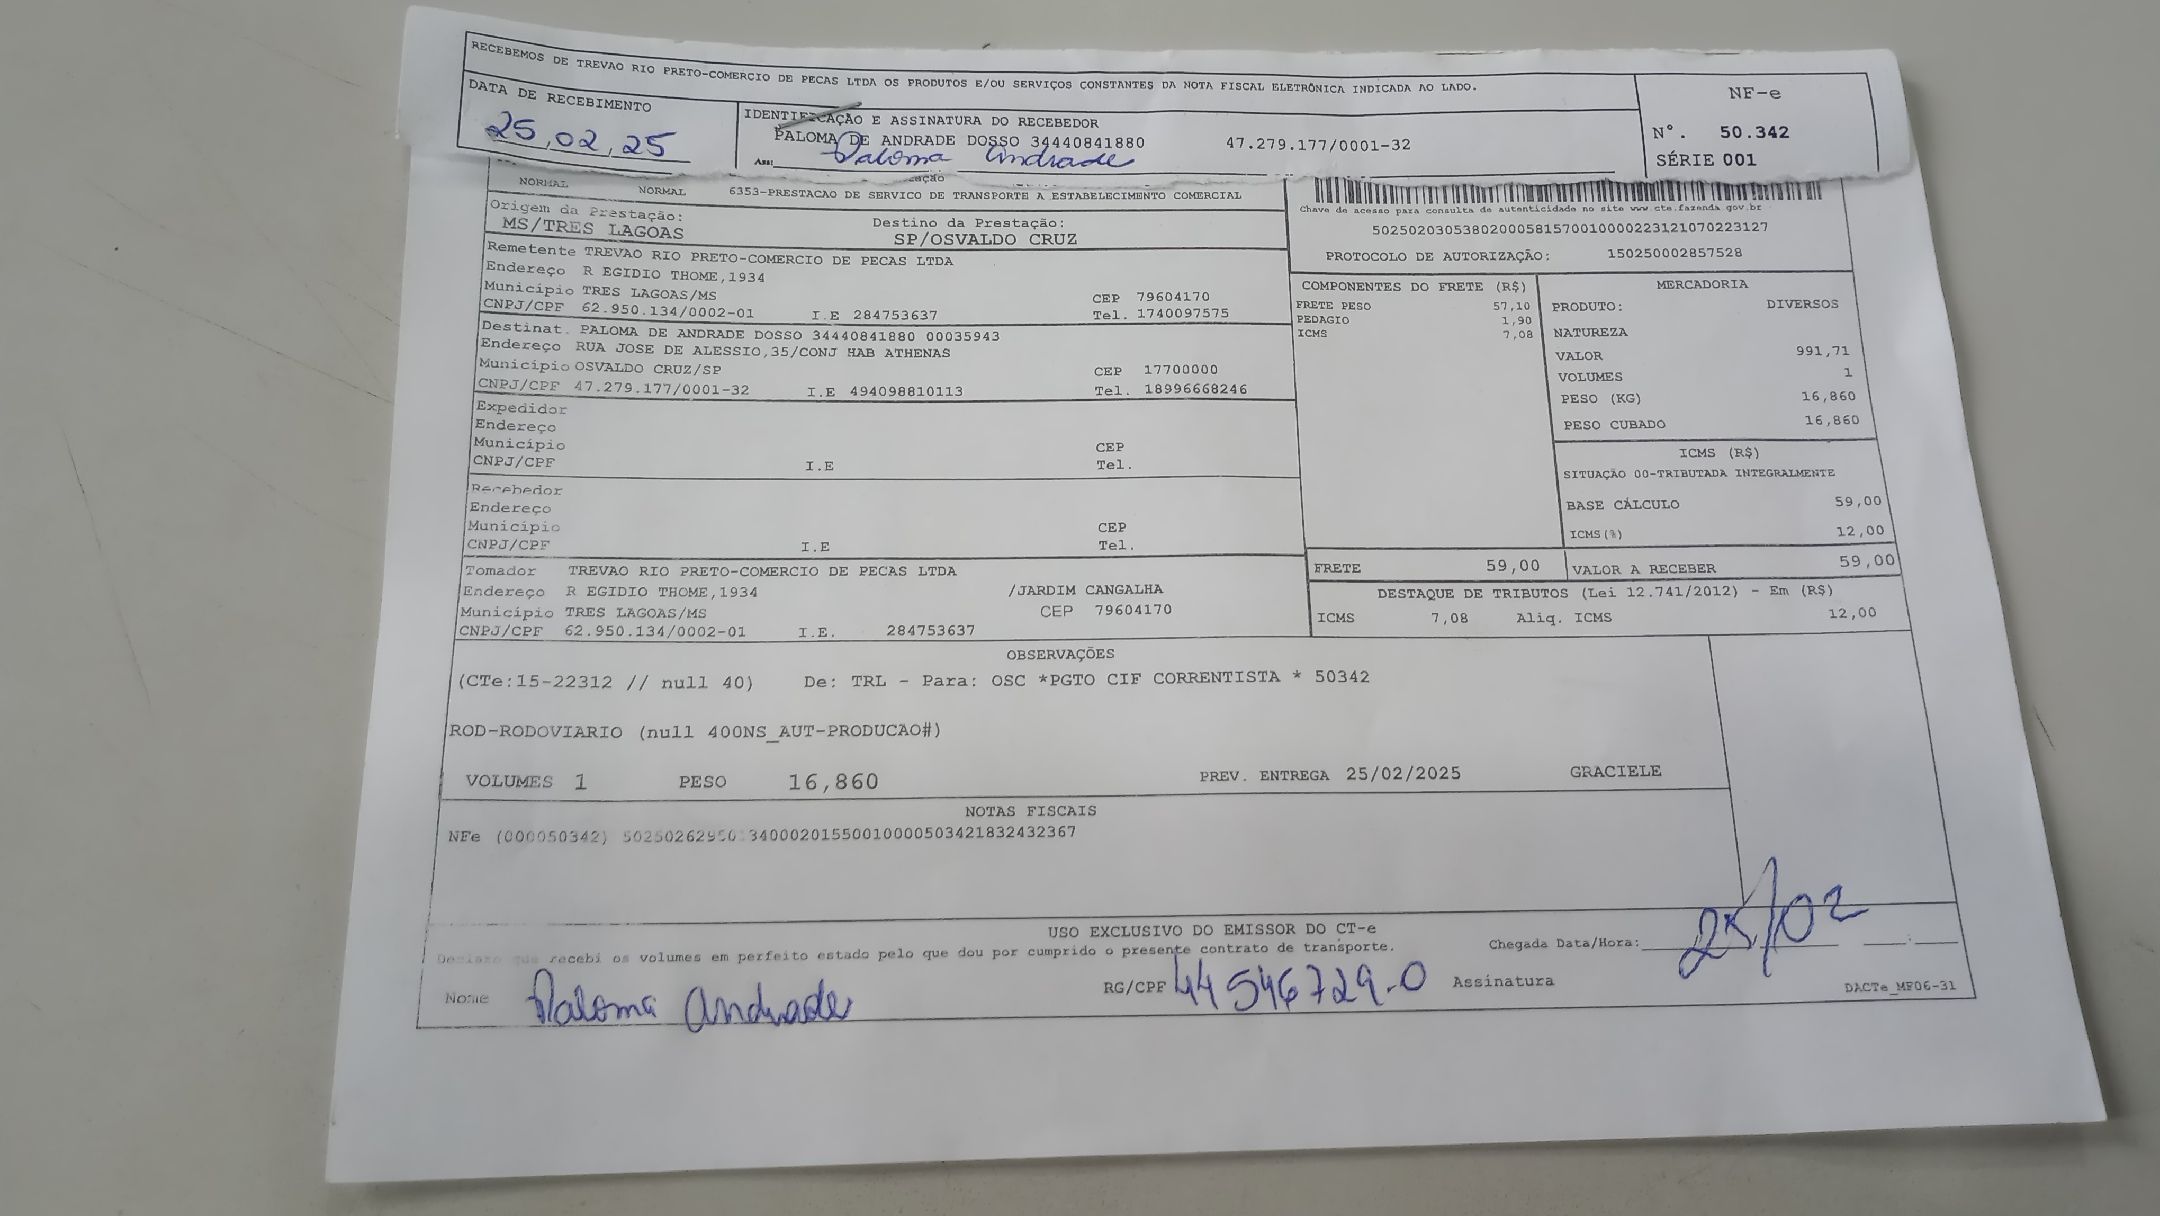 RECEBEMOS DE TREVAO RIO PRETO-COMERCIO DE PECAS LTDA OS PRODUTOS E/OU SERVIÇOS CONSTANTES DA NOTA FISCAL ELETRÔNICA INDICADA AO LADO.
DATA DE RECEBIMENTO
25,02,25
IDENTIFICAÇÃO E ASSINATURA DO RECEBEDOR
PALOMA DE ANDRADE DOSSO 34440841880 47.279.177/0001-32
Ass: Paloma Andrade
NF-e
Nº. 50.342
SÉRIE 001
NORMAL NORMAL 6353-PRESTACAO DE SERVICO DE TRANSPORTE A ESTABELECIMENTO COMERCIAL
Chave de acesso para consulta de autenticidade no site www.cte.fazenda.gov.br
50250203053802000581570010000223121070223127
PROTOCOLO DE AUTORIZAÇÃO: 150250002857528
Origem da Prestação: Destino da Prestação:
MS/TRES LAGOAS SP/OSVALDO CRUZ
Remetente TREVAO RIO PRETO-COMERCIO DE PECAS LTDA
Endereço R EGIDIO THOME,1934
Município TRES LAGOAS/MS CEP 79604170
CNPJ/CPF 62.950.134/0002-01 I.E 284753637 Tel. 1740097575
Destinat. PALOMA DE ANDRADE DOSSO 34440841880 00035943
Endereço RUA JOSE DE ALESSIO,35/CONJ HAB ATHENAS
Município OSVALDO CRUZ/SP CEP 17700000
CNPJ/CPF 47.279.177/0001-32 I.E 494098810113 Tel. 18996668246
Expedidor
Endereço
Município CEP
CNPJ/CPF I.E Tel.
Recebedor
Endereço
Município CEP
CNPJ/CPF I.E Tel.
Tomador TREVAO RIO PRETO-COMERCIO DE PECAS LTDA
Endereço R EGIDIO THOME,1934 /JARDIM CANGALHA
Município TRES LAGOAS/MS CEP 79604170
CNPJ/CPF 62.950.134/0002-01 I.E. 284753637
COMPONENTES DO FRETE (R$)
FRETE PESO 57,10
PEDAGIO 1,90
ICMS 7,08
MERCADORIA
PRODUTO: DIVERSOS
NATUREZA
VALOR 991,71
VOLUMES 1
PESO (KG) 16,860
PESO CUBADO 16,860
ICMS (R$)
SITUAÇÃO 00-TRIBUTADA INTEGRALMENTE
BASE CÁLCULO 59,00
ICMS(%) 12,00
FRETE 59,00 VALOR A RECEBER 59,00
DESTAQUE DE TRIBUTOS (Lei 12.741/2012) - Em (R$)
ICMS 7,08 Aliq. ICMS 12,00
OBSERVAÇÕES
(CTe:15-22312 // null 40) De: TRL - Para: OSC *PGTO CIF CORRENTISTA * 50342
ROD-RODOVIARIO (null 400NS_AUT-PRODUCAO#)
VOLUMES 1 PESO 16,860 PREV. ENTREGA 25/02/2025 GRACIELE
NOTAS FISCAIS
NFe (000050342)
USO EXCLUSIVO DO EMISSOR DO CT-e
Declaro que recebi os volumes em perfeito estado pelo que dou por cumprido o presente contrato de transporte. Chegada Data/Hora: 25/02
Nome Paloma Andrade RG/CPF 44546729-0 Assinatura
DACTe_MF06-31